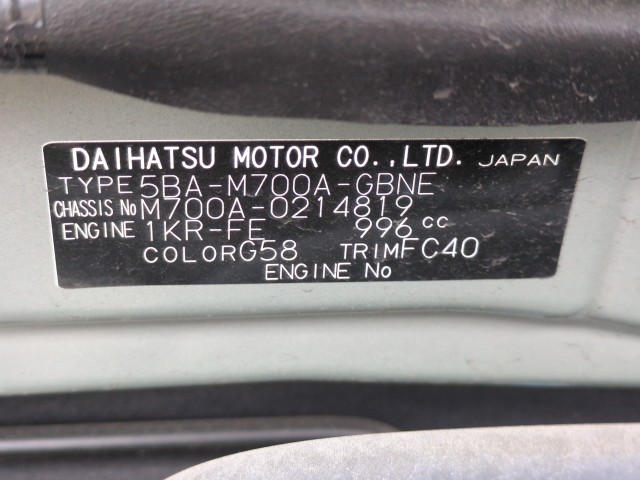 DAIHATSU MOTOR CO.,LTD. JAPAN
TYPE 5BA-M700A-GBNE
CHASSIS No M700A-0214819
ENGINE 1KR-FE 996 cc
COLOR G58 TRIM FC40
ENGINE No